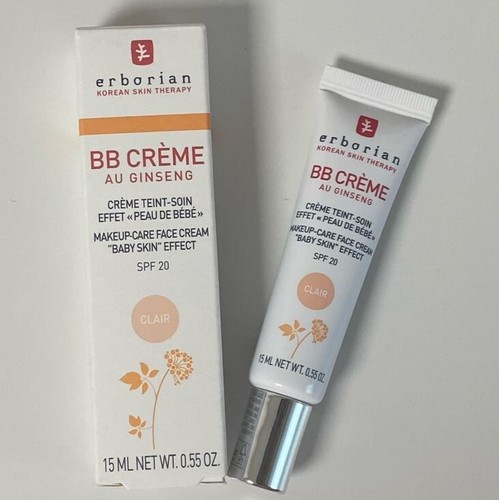 erborian
KOREAN SKIN THERAPY
BB CRÈME
AU GINSENG
CRÈME TEINT-SOIN
EFFET «PEAU DE BÉBÉ»
MAKEUP-CARE FACE CREAM
"BABY SKIN" EFFECT
SPF 20
CLAIR
15 ML NET WT. 0.55 OZ.
erborian
KOREAN SKIN THERAPY
BB CRÈME
AU GINSENG
CRÈME TEINT-SOIN
EFFET «PEAU DE BÉBÉ»
MAKEUP-CARE FACE CREAM
"BABY SKIN" EFFECT
SPF 20
CLAIR
15 ML NET WT. 0.55 OZ.